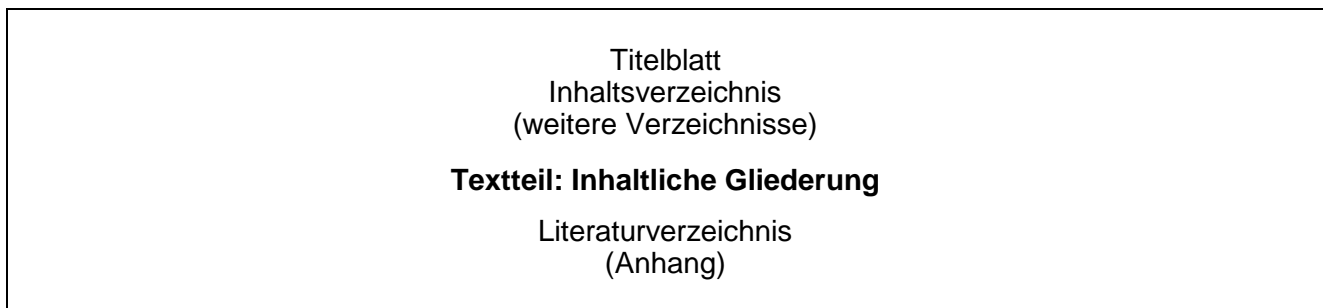 Titelblatt
Inhaltsverzeichnis
(weitere Verzeichnisse)
Textteil: Inhaltliche Gliederung
Literaturverzeichnis
(Anhang)